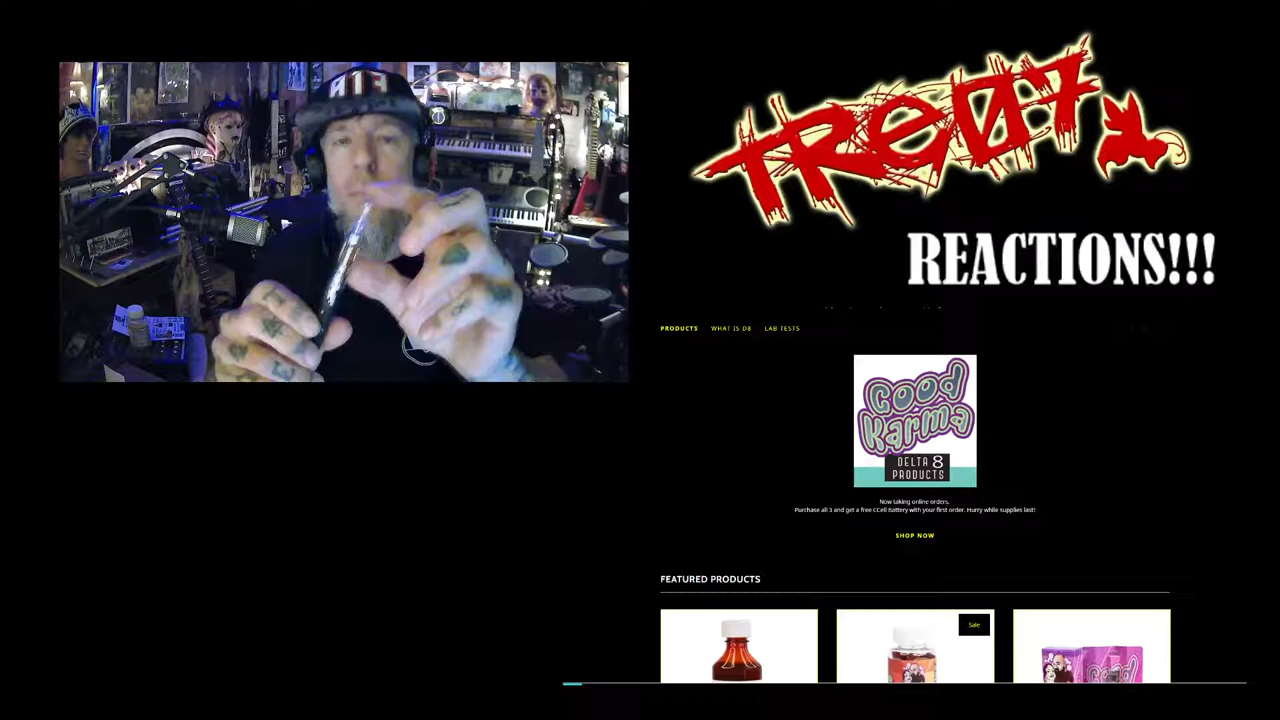 417
TRE07
REACTIONS!!!
PRODUCTS WHAT IS D8 LAB TESTS
Good
Karma
DELTA 8
PRODUCTS
Now taking online orders.
Purchase all 3 and get a free CCell Battery with your first order. Hurry while supplies last!
SHOP NOW
FEATURED PRODUCTS
Sale
Good